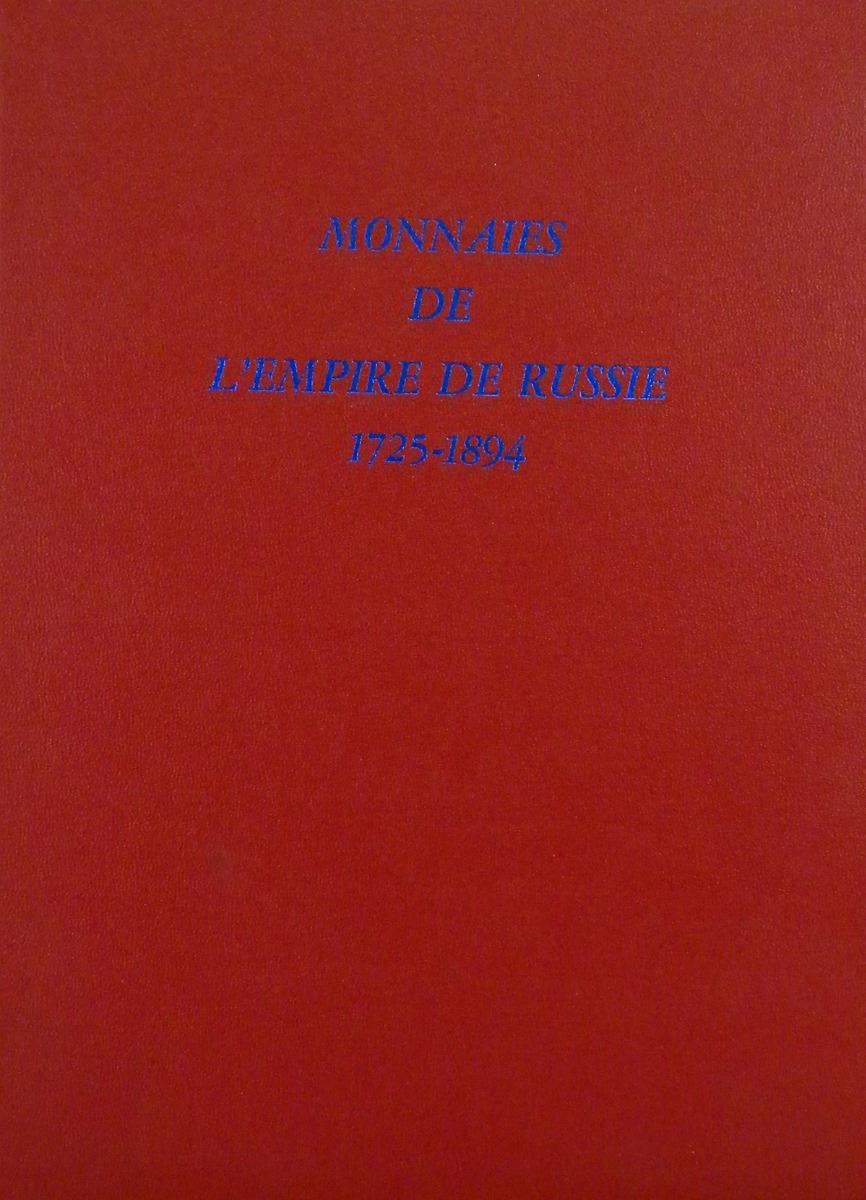 MONNAIES
DE
L'EMPIRE DE RUSSIE
1725-1894